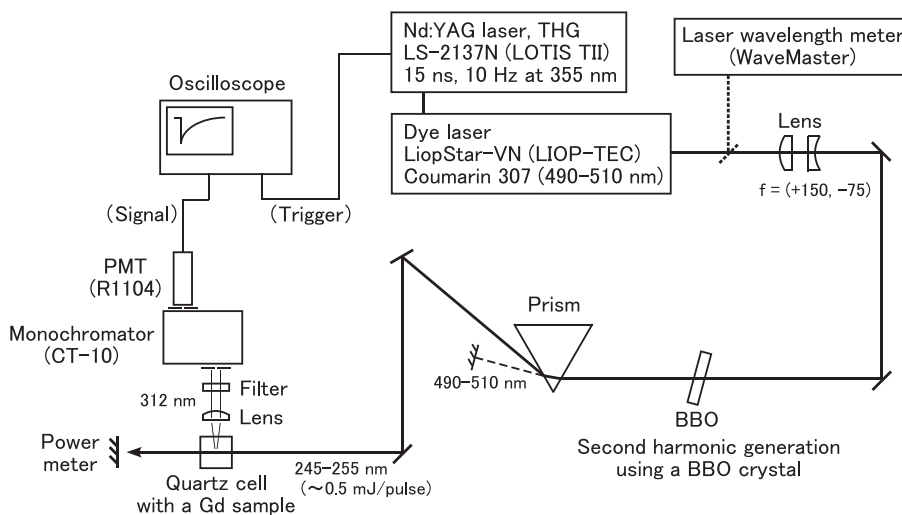 Nd:YAG laser, THG
LS-2137N (LOTIS TII)
15 ns, 10 Hz at 355 nm
Laser wavelength meter
(WaveMaster)
Oscilloscope
Dye laser
LiopStar-VN (LIOP-TEC)
Coumarin 307 (490-510 nm)
Lens
f = (+150, -75)
(Signal)
(Trigger)
PMT
(R1104)
Monochromator
(CT-10)
Prism
490-510 nm
312 nm
Filter
Lens
BBO
Second harmonic generation
using a BBO crystal
Power
meter
245-255 nm
(~0.5 mJ/pulse)
Quartz cell
with a Gd sample